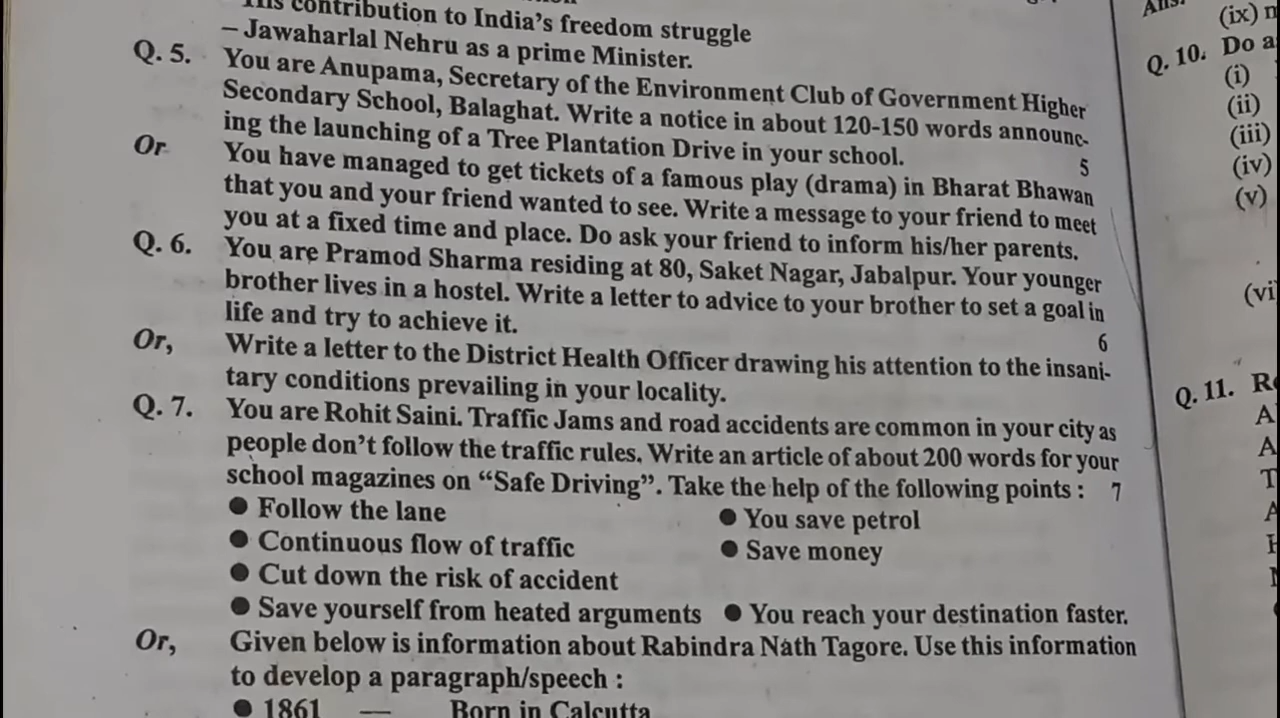 contribution to India's freedom struggle
– Jawaharlal Nehru as a prime Minister.
Q. 5. You are Anupama, Secretary of the Environment Club of Government Higher
Secondary School, Balaghat. Write a notice in about 120-150 words announc-
ing the launching of a Tree Plantation Drive in your school. 5
Or You have managed to get tickets of a famous play (drama) in Bharat Bhawan
that you and your friend wanted to see. Write a message to your friend to meet
you at a fixed time and place. Do ask your friend to inform his/her parents.
Q. 6. You are Pramod Sharma residing at 80, Saket Nagar, Jabalpur. Your younger
brother lives in a hostel. Write a letter to advice to your brother to set a goal in
life and try to achieve it. 6
Or, Write a letter to the District Health Officer drawing his attention to the insani-
tary conditions prevailing in your locality.
Q. 7. You are Rohit Saini. Traffic Jams and road accidents are common in your city as
people don't follow the traffic rules. Write an article of about 200 words for your
school magazines on "Safe Driving". Take the help of the following points : 7
● Follow the lane ● You save petrol
● Continuous flow of traffic ● Save money
● Cut down the risk of accident
● Save yourself from heated arguments ● You reach your destination faster.
Or, Given below is information about Rabindra Nath Tagore. Use this information
to develop a paragraph/speech :
● 1861 — Born in Calcutta
(ix)
Q. 10. Do
(i)
(ii)
(iii)
(iv)
(v)
Q. 11.